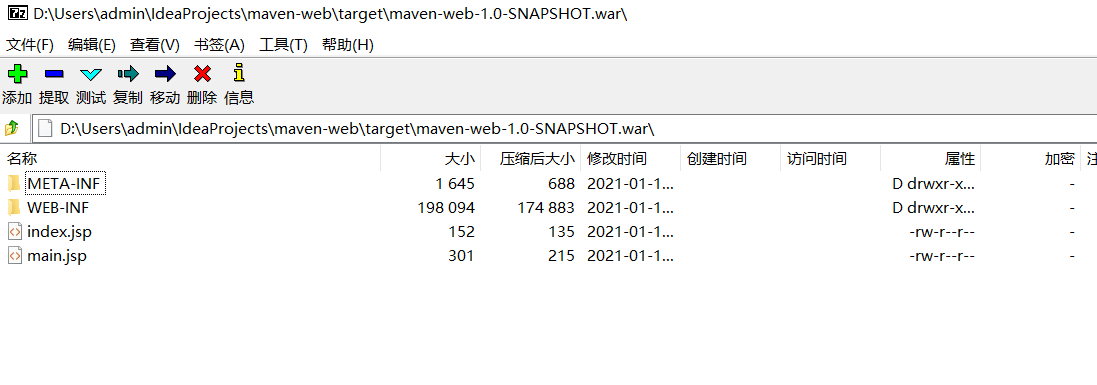 D:\Users\admin\IdeaProjects\maven-web\target\maven-web-1.0-SNAPSHOT.war\
文件(F) 编辑(E) 查看(V) 书签(A) 工具(T) 帮助(H)
添加 提取 测试 复制 移动 删除 信息
D:\Users\admin\IdeaProjects\maven-web\target\maven-web-1.0-SNAPSHOT.war\
名称 大小 压缩后大小 修改时间 创建时间 访问时间 属性 加密 注
META-INF 1 645 688 2021-01-1... D drwxr-x... -
WEB-INF 198 094 174 883 2021-01-1... D drwxr-x... -
index.jsp 152 135 2021-01-1... -rw-r--r-- -
main.jsp 301 215 2021-01-1... -rw-r--r-- -